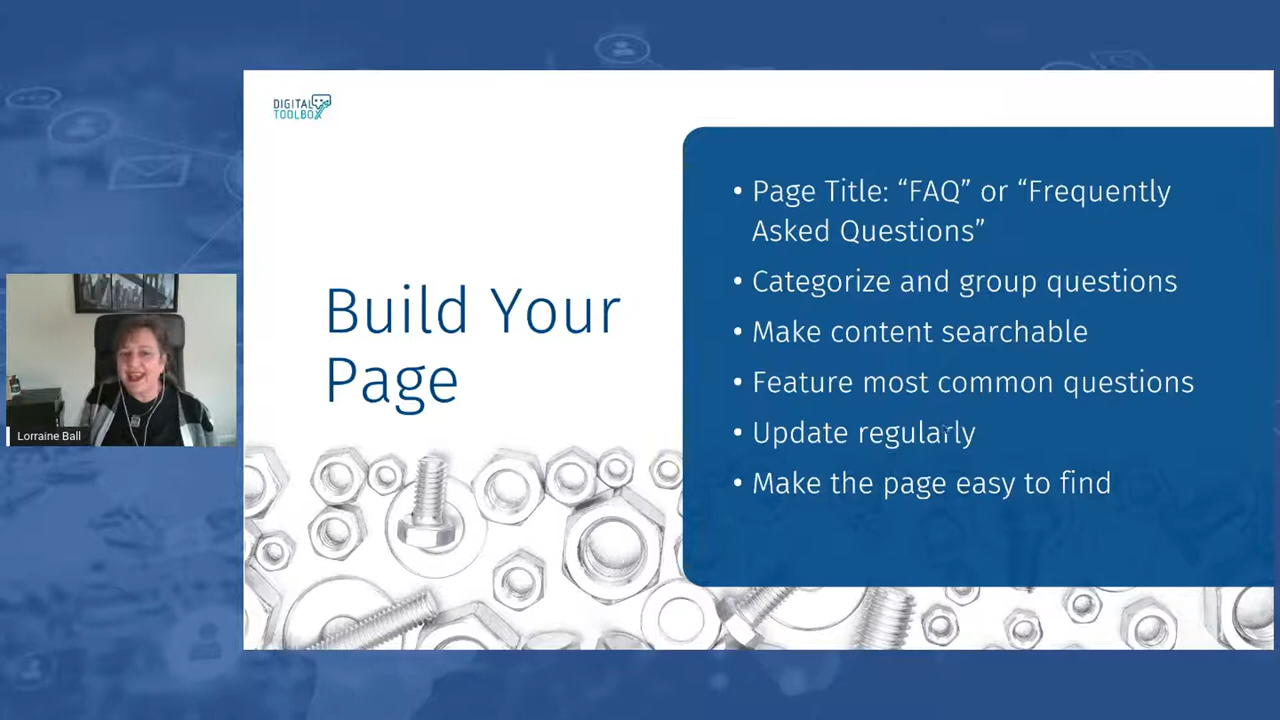 DIGITAL
TOOLBOX
Build Your
Page
• Page Title: “FAQ” or “Frequently
Asked Questions”
• Categorize and group questions
• Make content searchable
• Feature most common questions
• Update regularly
• Make the page easy to find
Lorraine Ball